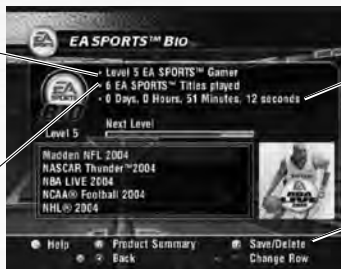 EA SPORTS™ BIO
• Level 5 EA SPORTS™ Gamer
• 6 EA SPORTS™ Titles played
• 0 Days, 0 Hours, 51 Minutes, 12 seconds
EA
SPORTS
Level 5
Next Level
Madden NFL 2004
NASCAR Thunder™ 2004
NBA LIVE 2004
NCAA® Football 2004
NHL® 2004
Help
Product Summary
Save/Delete
Back
Change Row